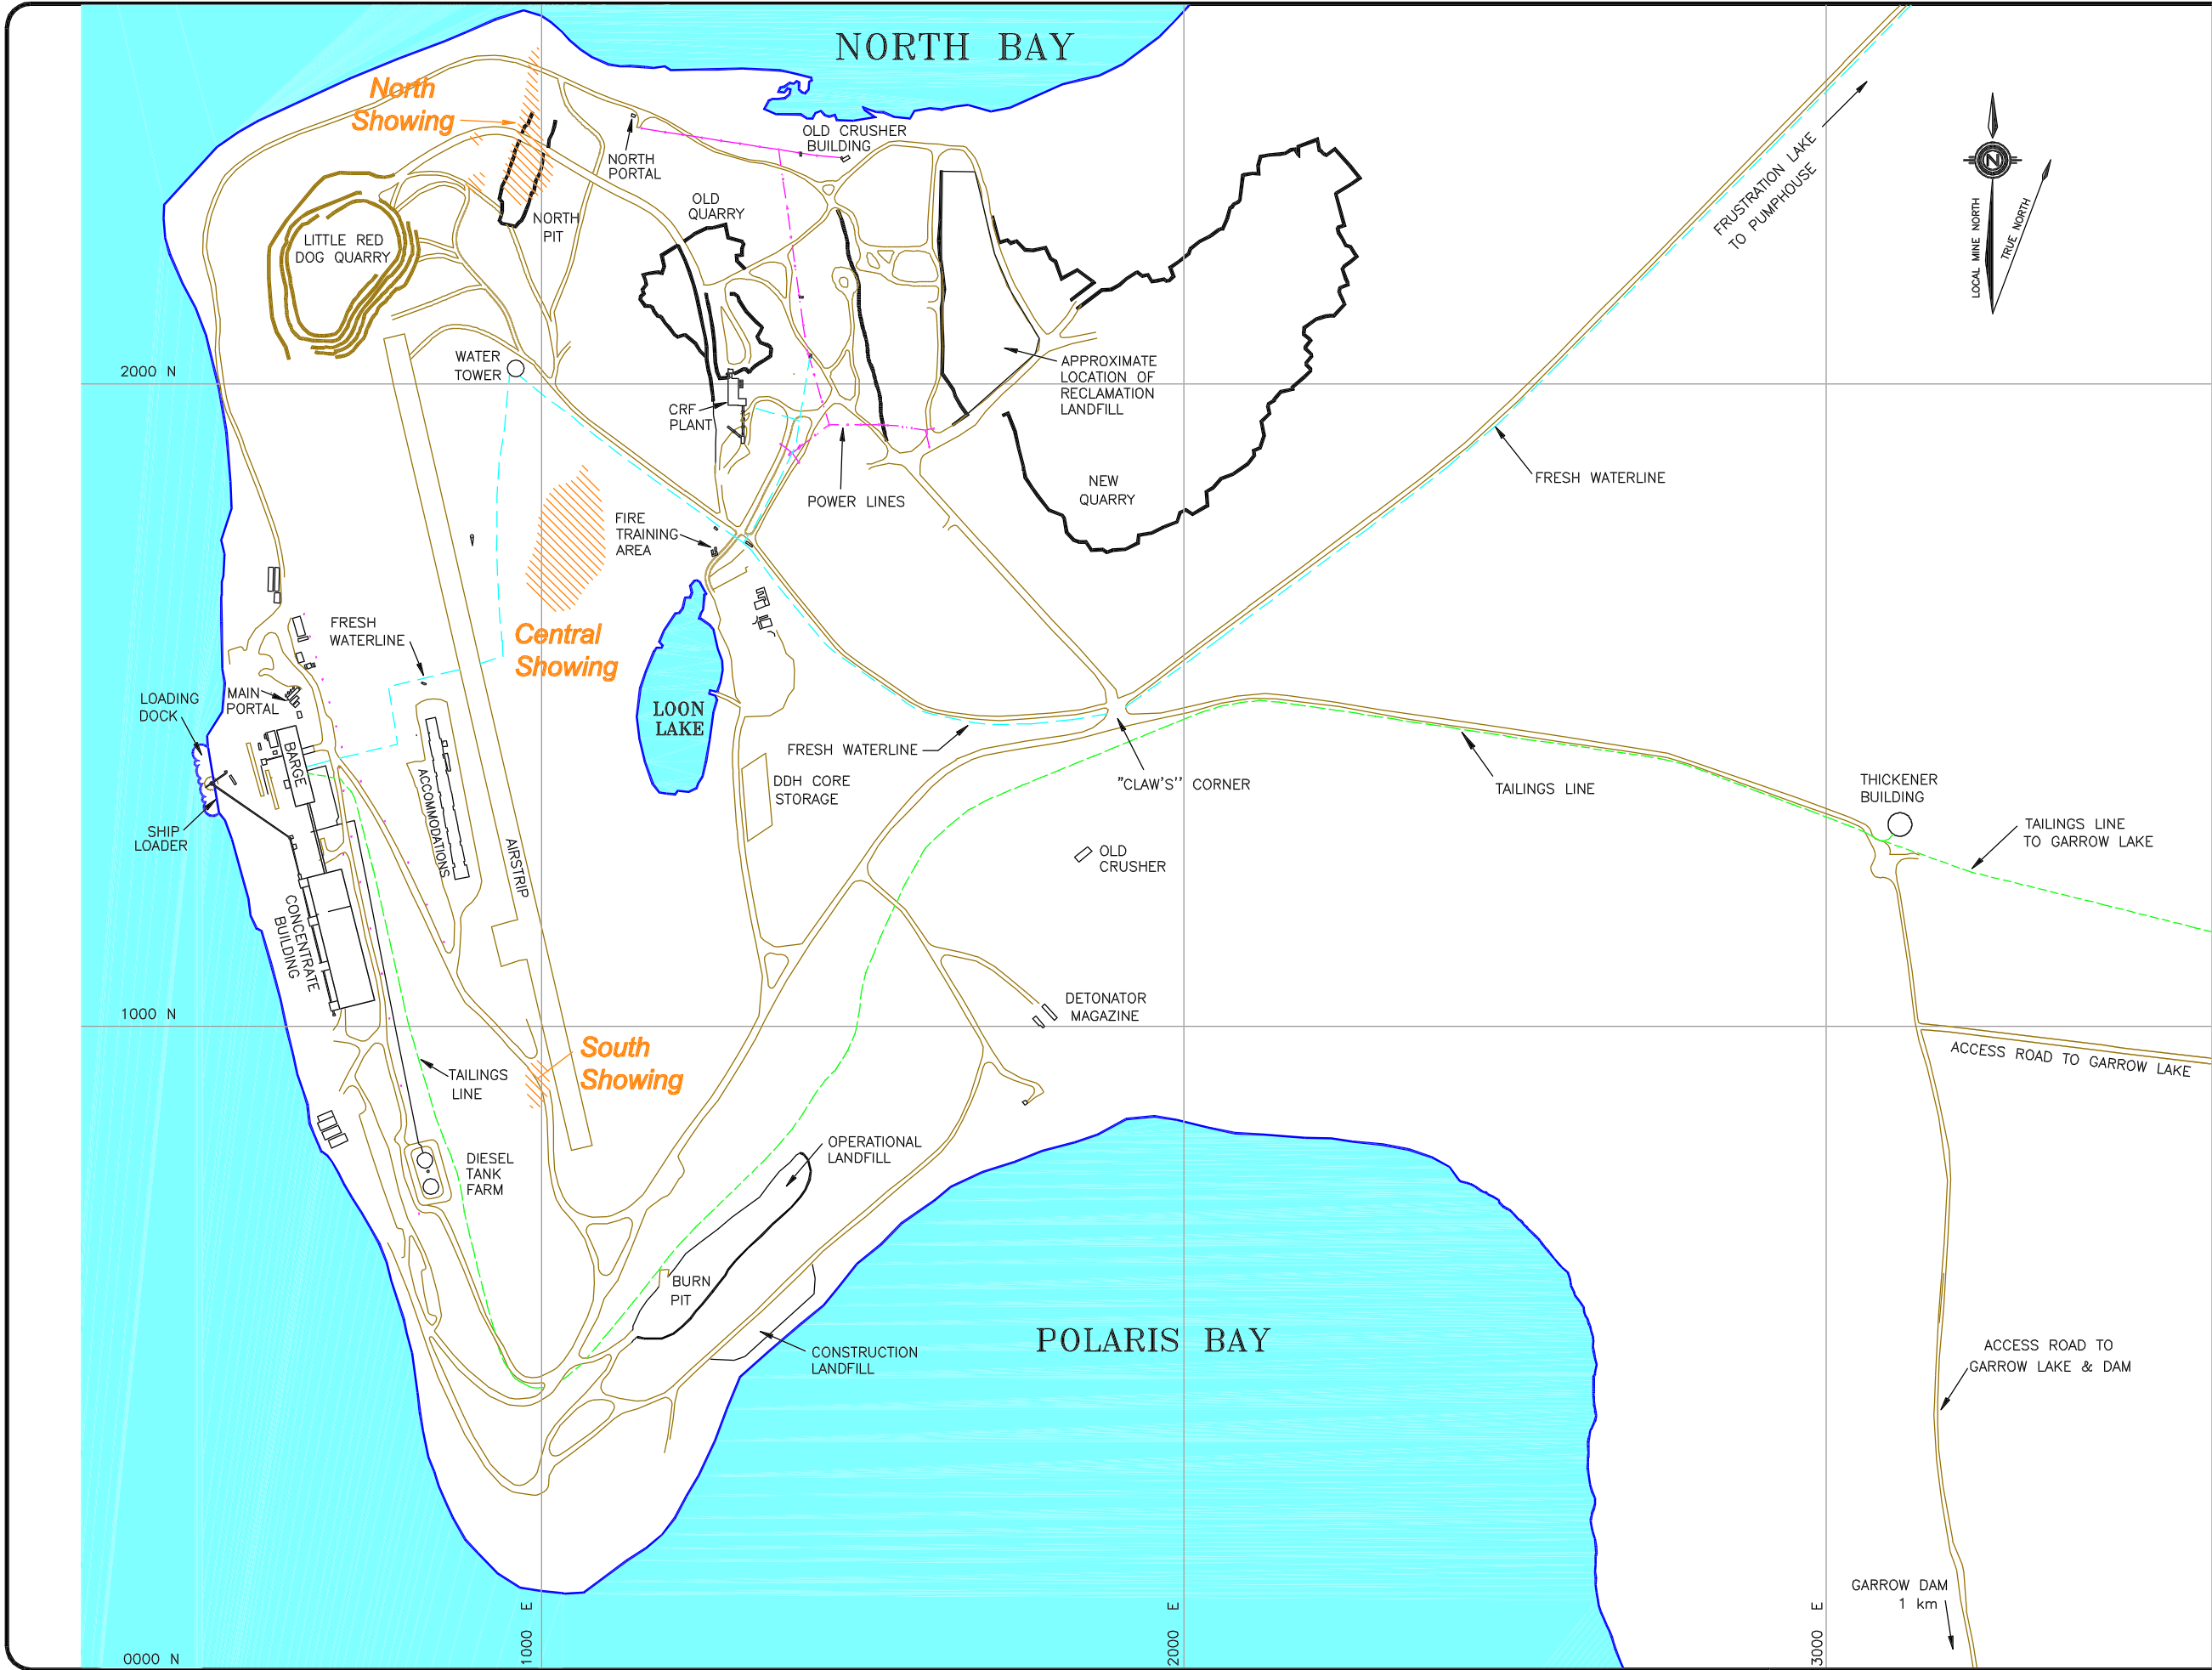 NORTH BAY
North
Showing
OLD CRUSHER
BUILDING
NORTH
PORTAL
FRUSTRATION LAKE
TO PUMPHOUSE
N
LOCAL MINE NORTH
TRUE NORTH
OLD
QUARRY
NORTH
PIT
LITTLE RED
DOG QUARRY
WATER
TOWER
2000 N
APPROXIMATE
LOCATION OF
RECLAMATION
LANDFILL
CRF
PLANT
FRESH WATERLINE
NEW
QUARRY
POWER LINES
FIRE
TRAINING
AREA
FRESH
WATERLINE
Central
Showing
LOADING
DOCK
MAIN
PORTAL
LOON
LAKE
BARGE
FRESH WATERLINE
"CLAW'S'' CORNER
DDH CORE
STORAGE
TAILINGS LINE
THICKENER
BUILDING
ACCOMMODATIONS
SHIP
LOADER
TAILINGS LINE
TO GARROW LAKE
OLD
CRUSHER
AIRSTRIP
CONCENTRATE
BUILDING
DETONATOR
MAGAZINE
1000 N
South
Showing
ACCESS ROAD TO GARROW LAKE
TAILINGS
LINE
OPERATIONAL
LANDFILL
DIESEL
TANK
FARM
BURN
PIT
POLARIS BAY
CONSTRUCTION
LANDFILL
ACCESS ROAD TO
GARROW LAKE & DAM
GARROW DAM
1 km
1000 E
2000 E
3000 E
0000 N